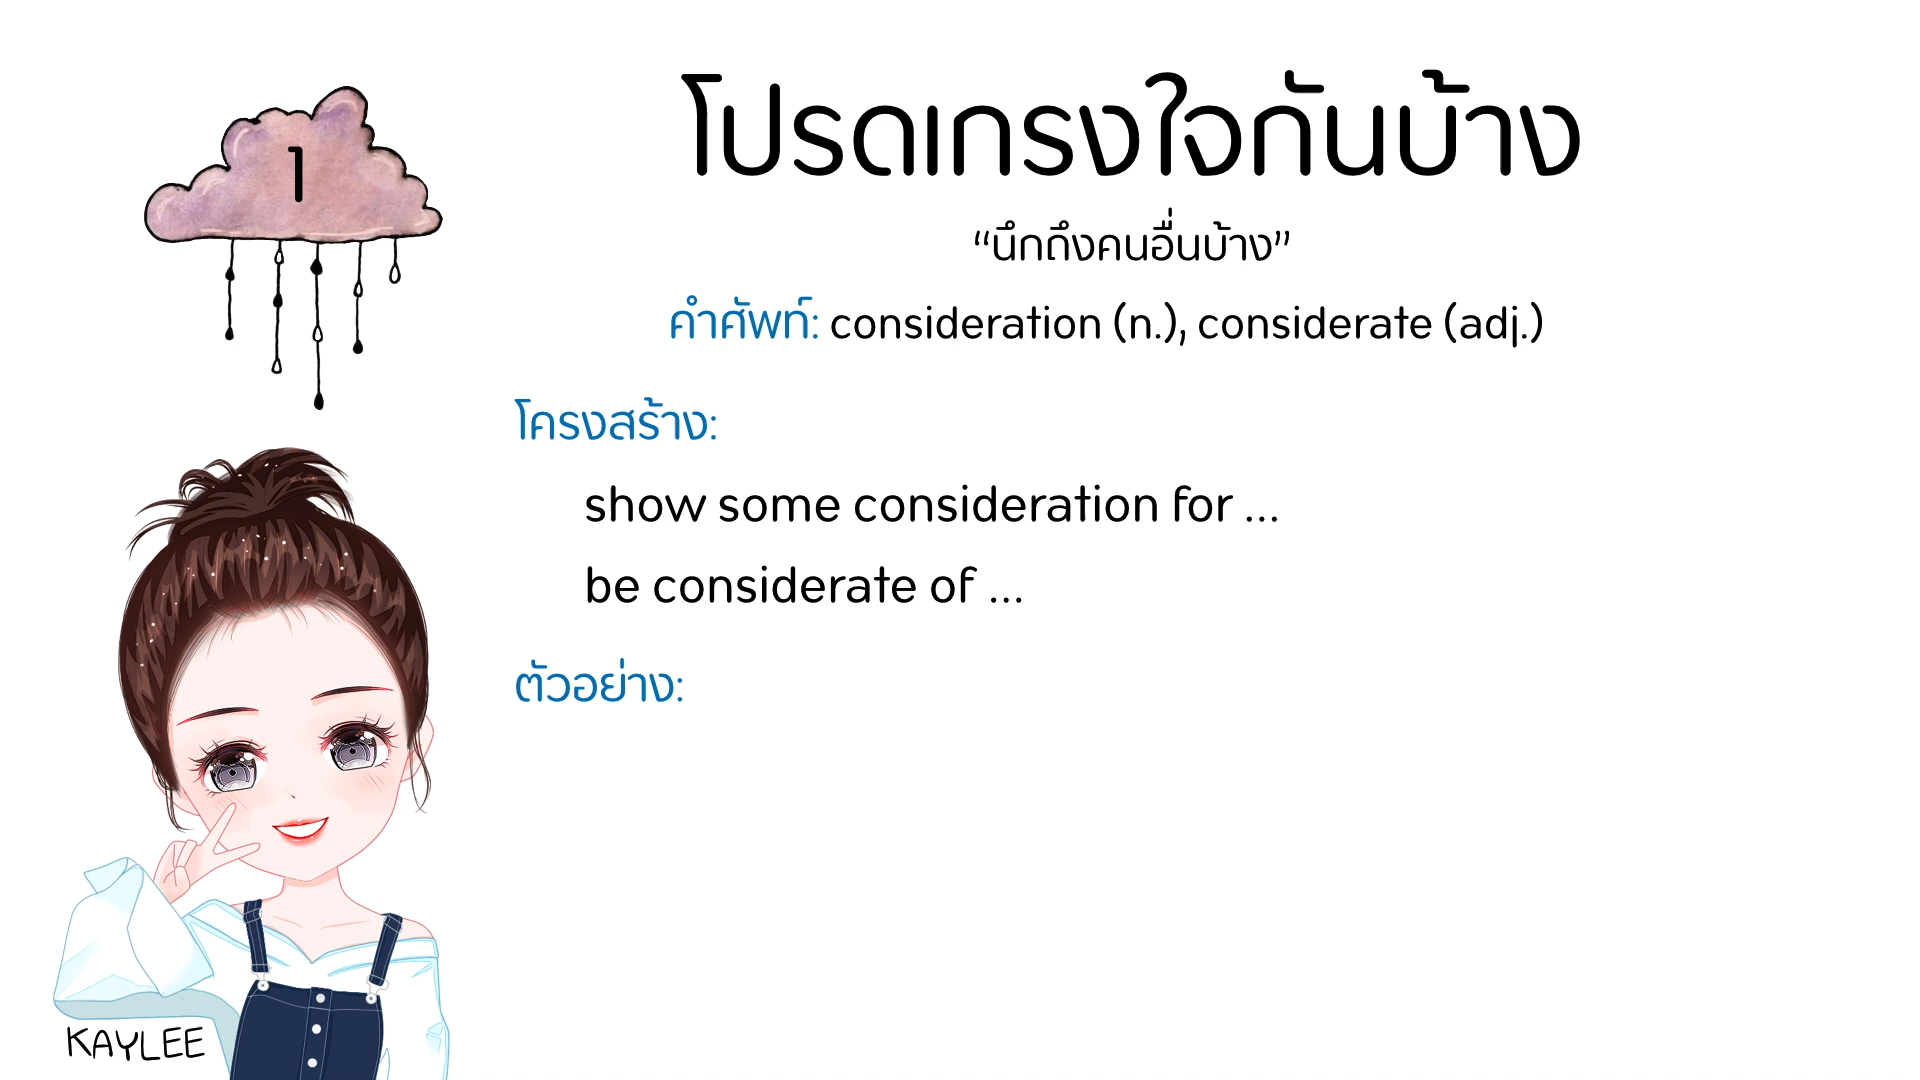 1
โปรดเกรงใจกันบ้าง
“นึกถึงคนอื่นบ้าง”
คำศัพท์: consideration (n.), considerate (adj.)
โครงสร้าง:
show some consideration for ...
be considerate of ...
ตัวอย่าง:
KAYLEE